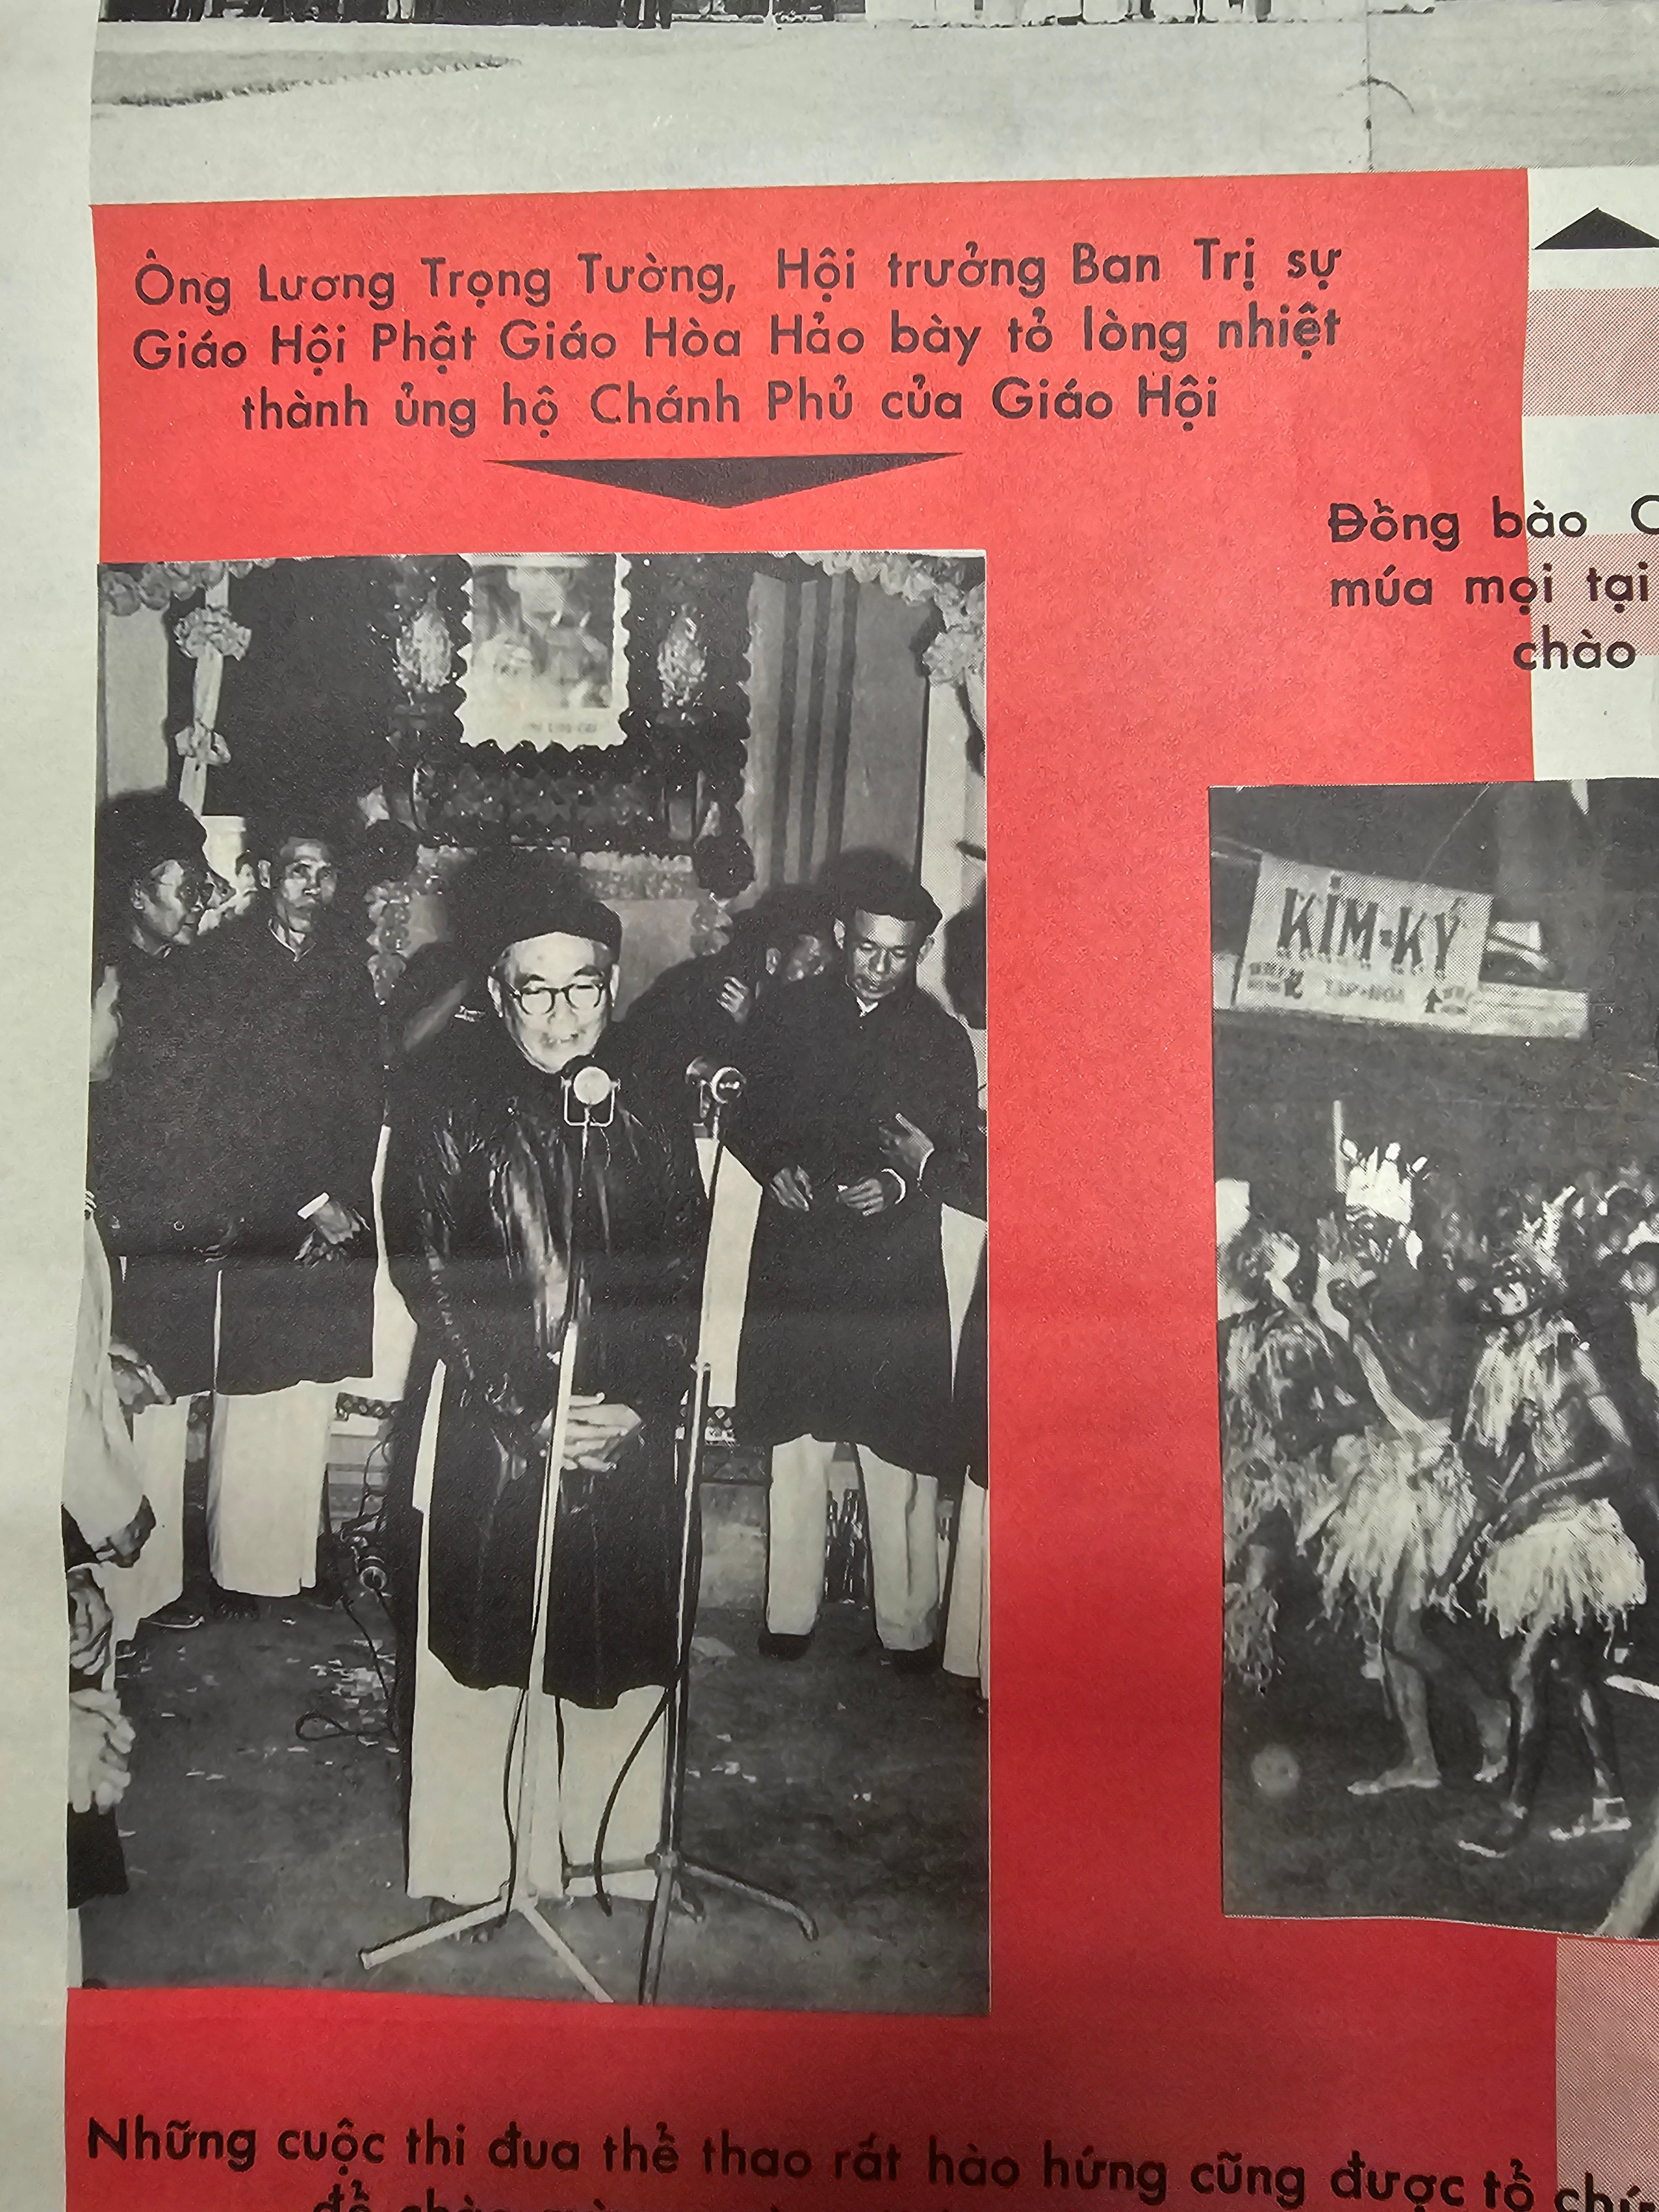 Ông Lương Trọng Tường, Hội trưởng Ban Trị sự
Giáo Hội Phật Giáo Hòa Hảo bày tỏ lòng nhiệt
thành ủng hộ Chánh Phủ của Giáo Hội
Đồng bào
múa mọi tại
chào
KIM-KÝ
TẠP-HÓA
Những cuộc thi đua thể thao rất hào hứng cũng được tổ